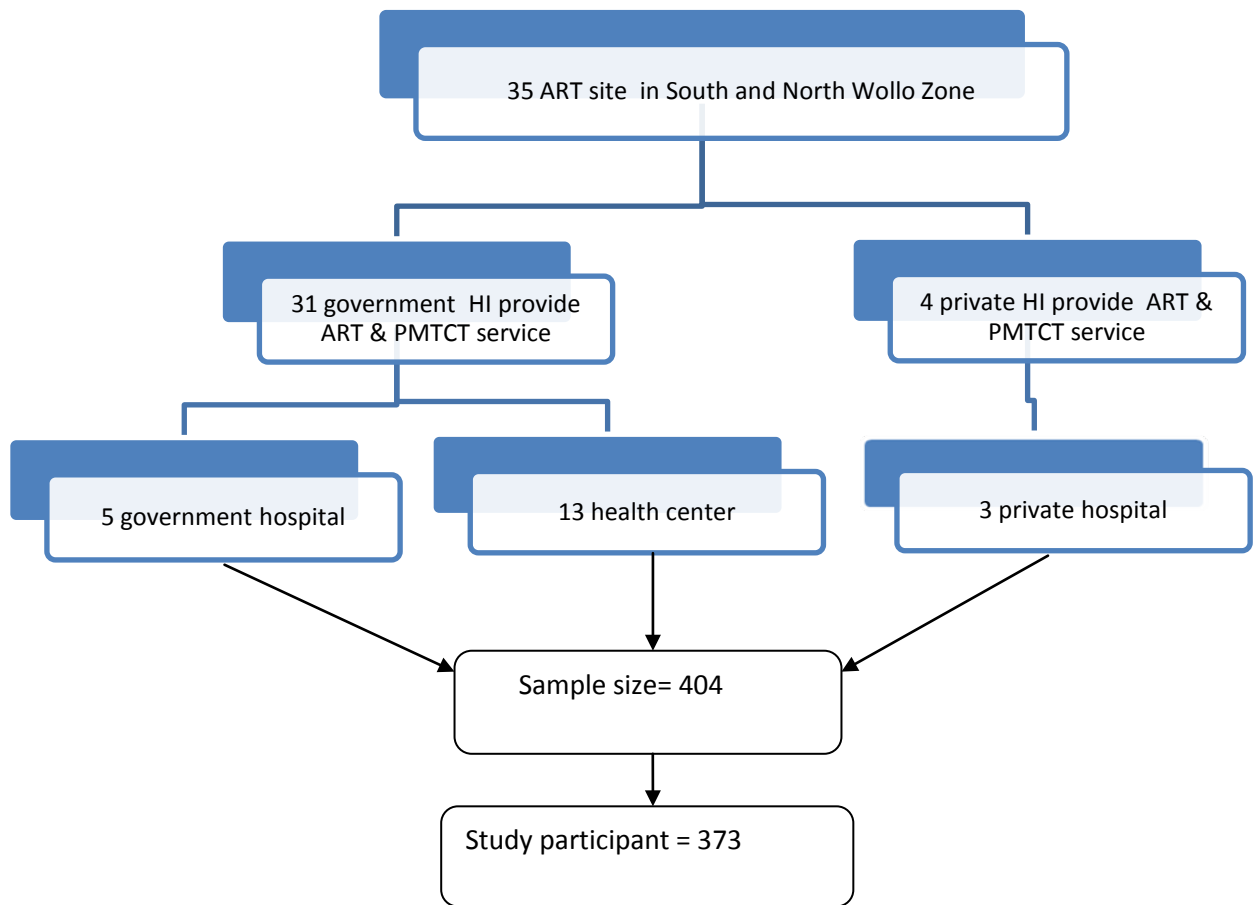 35 ART site in South and North Wollo Zone
31 government HI provide
ART & PMTCT service
4 private HI provide ART &
PMTCT service
5 government hospital
13 health center
3 private hospital
Sample size= 404
Study participant = 373